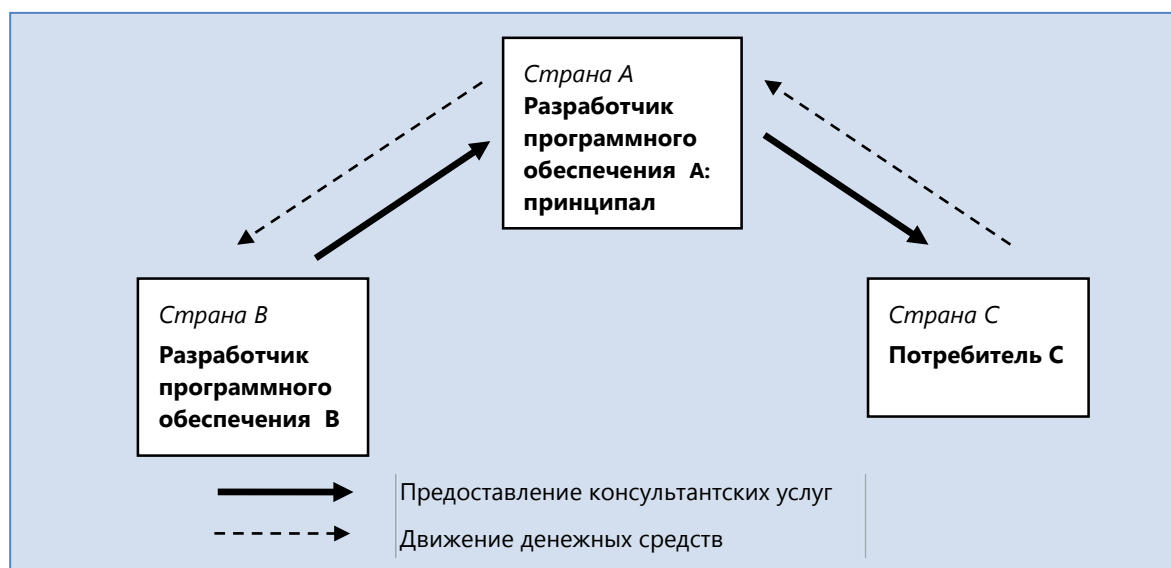 Страна А
Разработчик
программного
обеспечения А:
принципал
Страна В
Разработчик
программного
обеспечения В
Страна С
Потребитель С
Предоставление консультантских услуг
Движение денежных средств